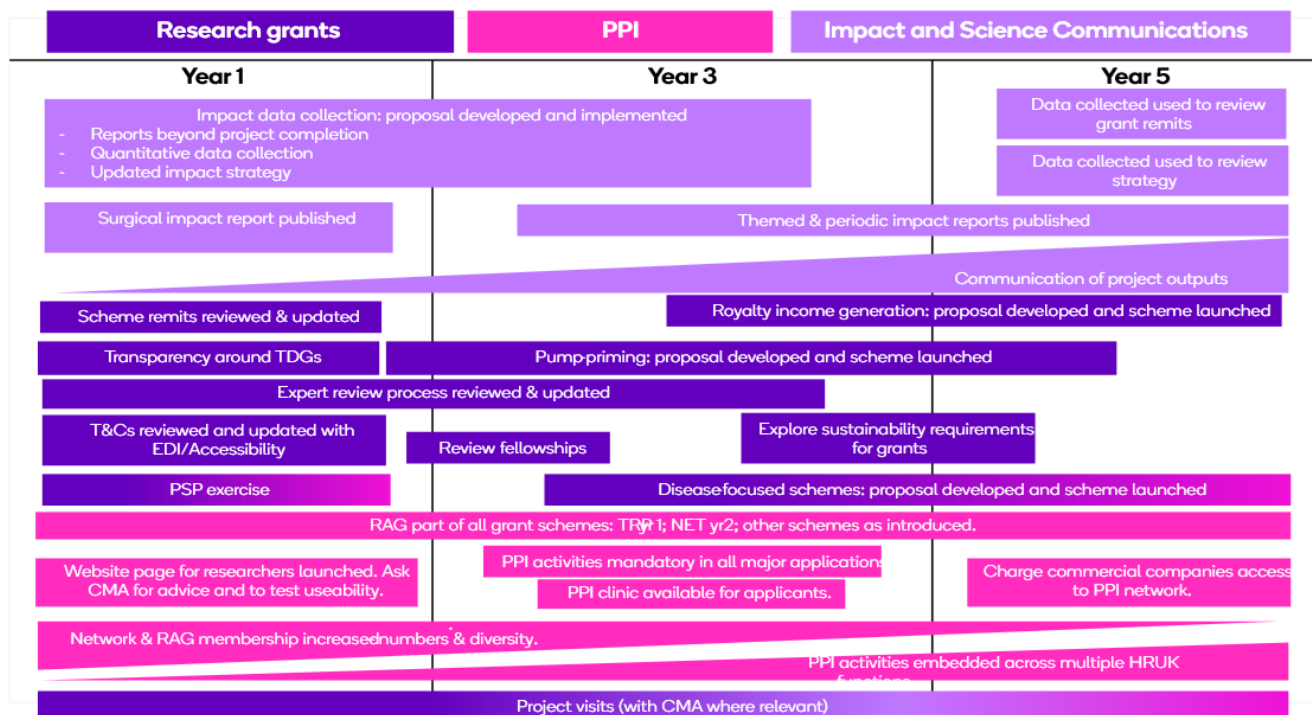 Research grants
PPI
Impact and Science Communications
Year 1
Year 3
Year 5
Impact data collection: proposal developed and implemented
- Reports beyond project completion
- Quantitative data collection
- Updated impact strategy
Data collected used to review
grant remits
Data collected used to review
strategy
Surgical impact report published
Themed & periodic impact reports published
Communication of project outputs
Scheme remits reviewed & updated
Royalty income generation: proposal developed and scheme launched
Transparency around TDGs
Pump-priming: proposal developed and scheme launched
Expert review process reviewed & updated
T&Cs reviewed and updated with
EDI/Accessibility
Review fellowships
Explore sustainability requirements
for grants
PSP exercise
Disease-focused schemes: proposal developed and scheme launched
RAG part of all grant schemes: 1; NET yr2; other schemes as introduced.
Website page for researchers launched. Ask
CMA for advice and to test useability.
PPI activities mandatory in all major applications
PPI clinic available for applicants.
Charge commercial companies access
to PPI network.
Network & RAG membership increasednumbers & diversity.
PPI activities embedded across multiple HRUK
functions
Project visits (with CMA where relevant)